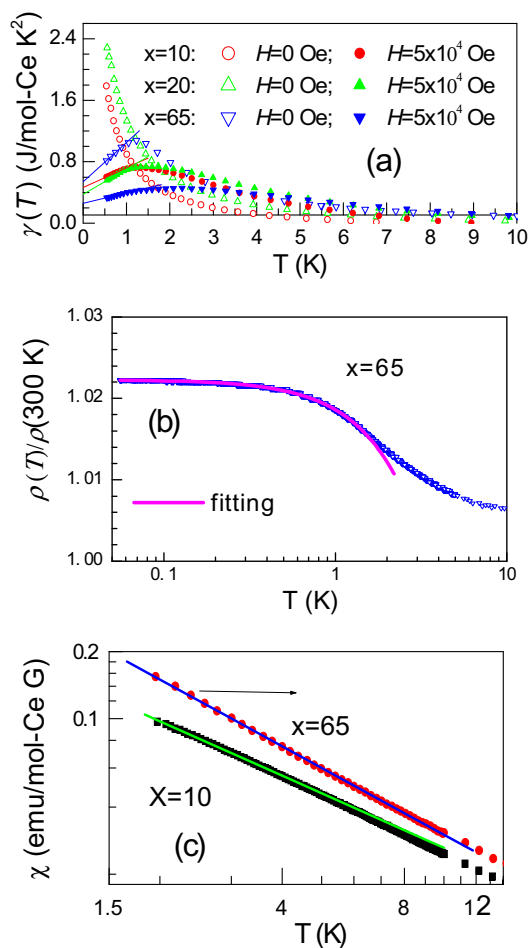 2.4
1.8
1.2
0.6
0.0
γ(T) (J/mol-Ce K²)
x=10: H=0 Oe; H=5x10⁴ Oe
x=20: H=0 Oe; H=5x10⁴ Oe
x=65: H=0 Oe; H=5x10⁴ Oe
(a)
0 1 2 3 4 5 6 7 8 9 10
T (K)
1.03
1.02
1.01
1.00
ρ(T)/ρ(300 K)
x=65
(b)
fitting
0.1 1 10
T (K)
0.2
0.1
χ (emu/mol-Ce G)
x=65
X=10
(c)
1.5 4 8 12
T (K)